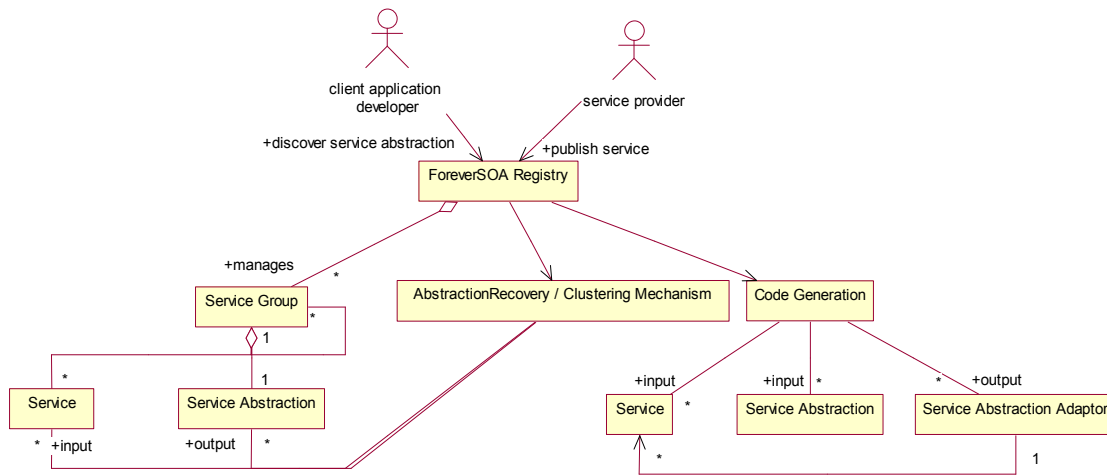 client application
developer
service provider
+discover service abstraction
+publish service
ForeverSOA Registry
+manages
*
Service Group
*
1
AbstractionRecovery / Clustering Mechanism
Code Generation
*
1
Service
Service Abstraction
*
+input
+output
*
+input
*
+input
*
*
+output
Service
Service Abstraction
Service Abstraction Adaptor
*
1